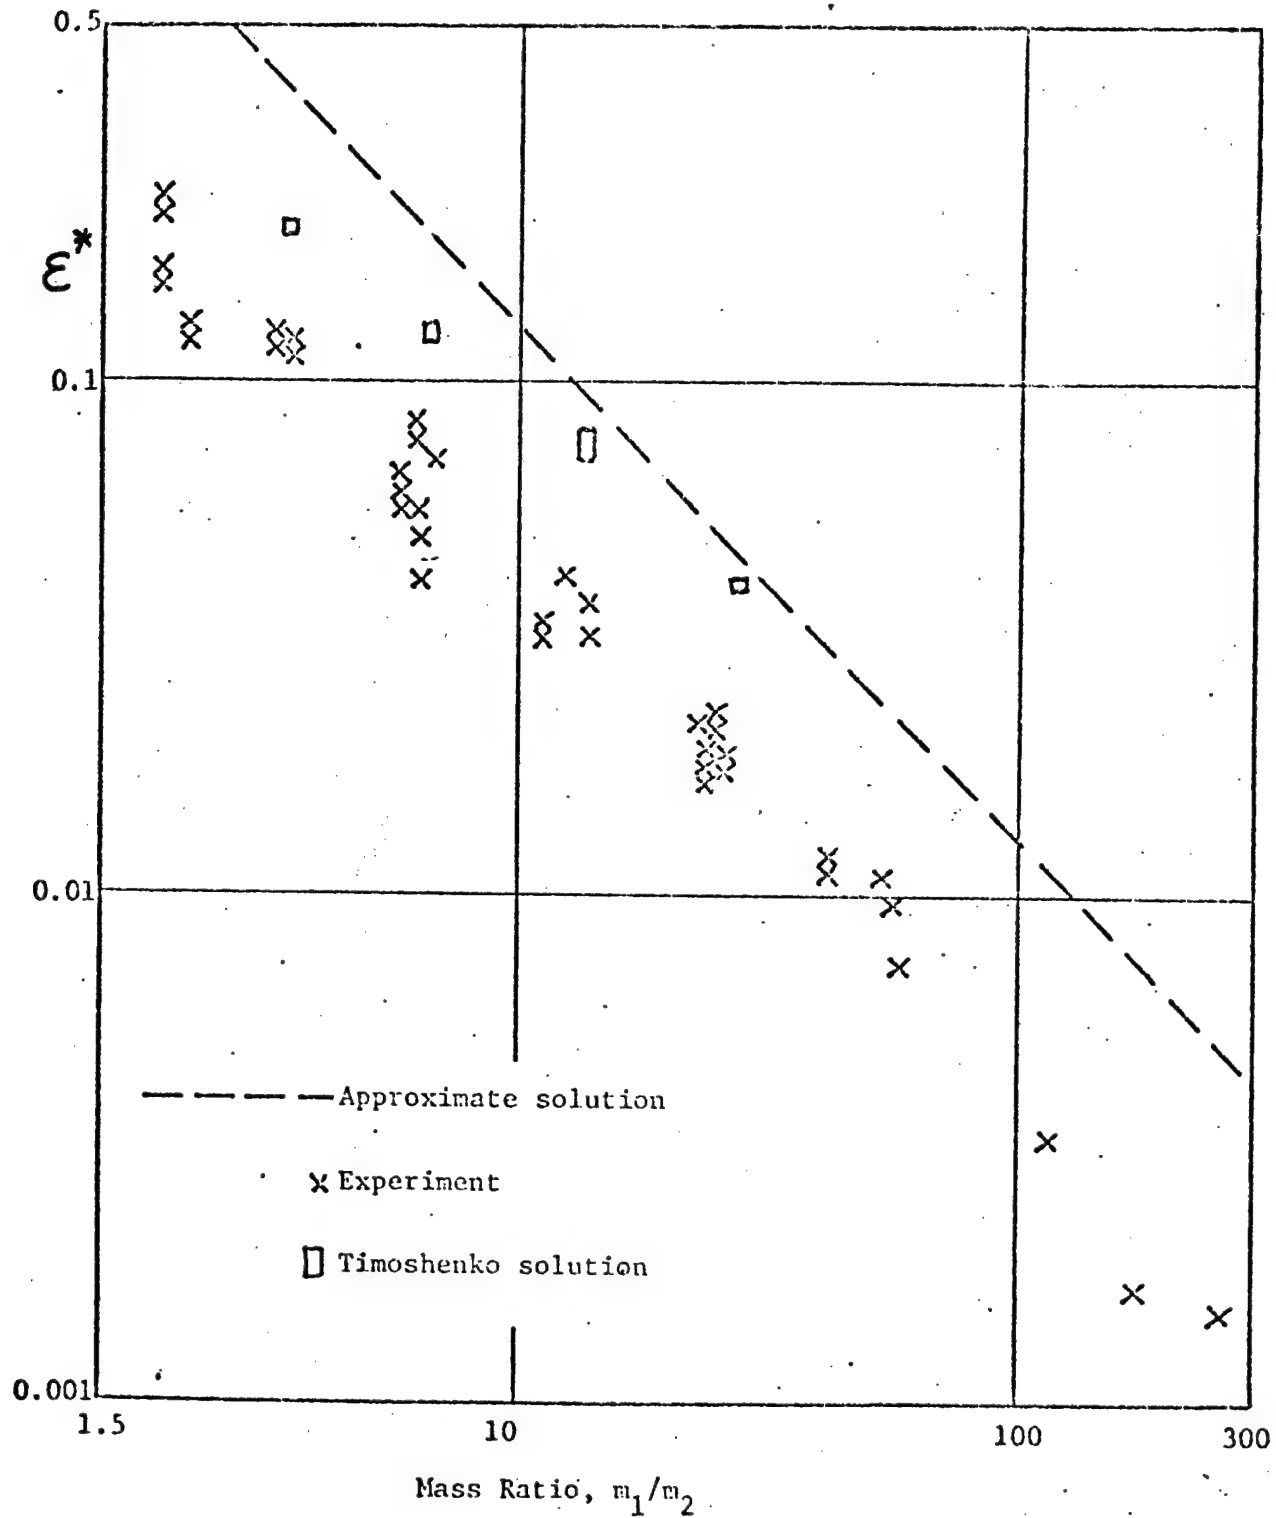 0.5
ε*
0.1
0.01
Approximate solution
x Experiment
Timoshenko solution
0.001
1.5
10
100
300
Mass Ratio, m₁/m₂